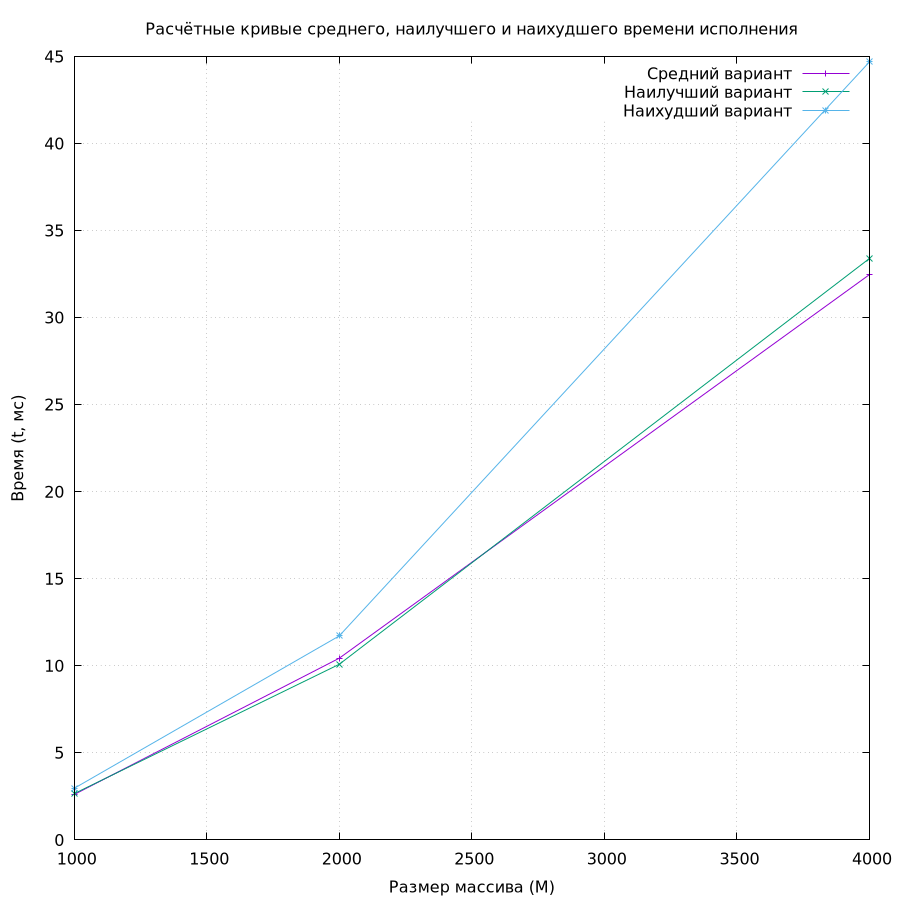 Расчётные кривые среднего, наилучшего и наихудшего времени исполнения
45
40
35
30
25
20
15
10
5
0
Средний вариант
Наилучший вариант
Наихудший вариант
Время (t, мс)
1000 1500 2000 2500 3000 3500 4000
Размер массива (M)